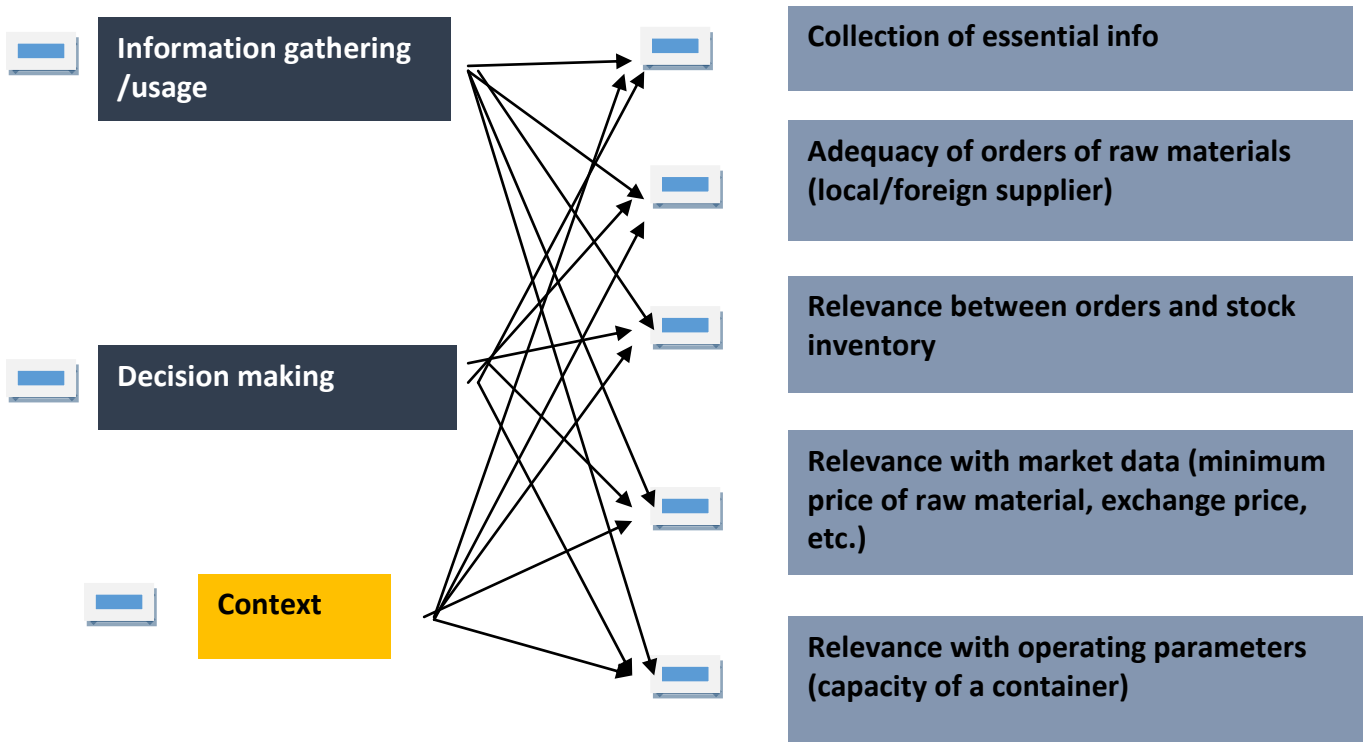 Information gathering
/usage
Decision making
Context
Collection of essential info
Adequacy of orders of raw materials
(local/foreign supplier)
Relevance between orders and stock
inventory
Relevance with market data (minimum
price of raw material, exchange price,
etc.)
Relevance with operating parameters
(capacity of a container)